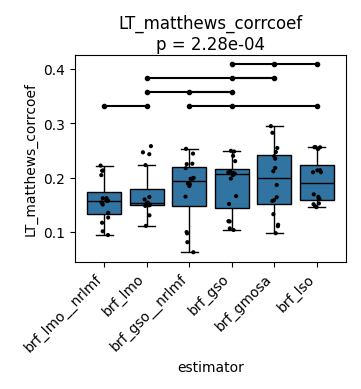 LT_matthews_corrcoef
p = 2.28e-04
LT_matthews_corrcoef
0.4
0.3
0.2
0.1
brf_lmo__nrlmf
brf_lmo
brf_gso__nrlmf
brf_gso
brf_gmosa
brf_lso
estimator